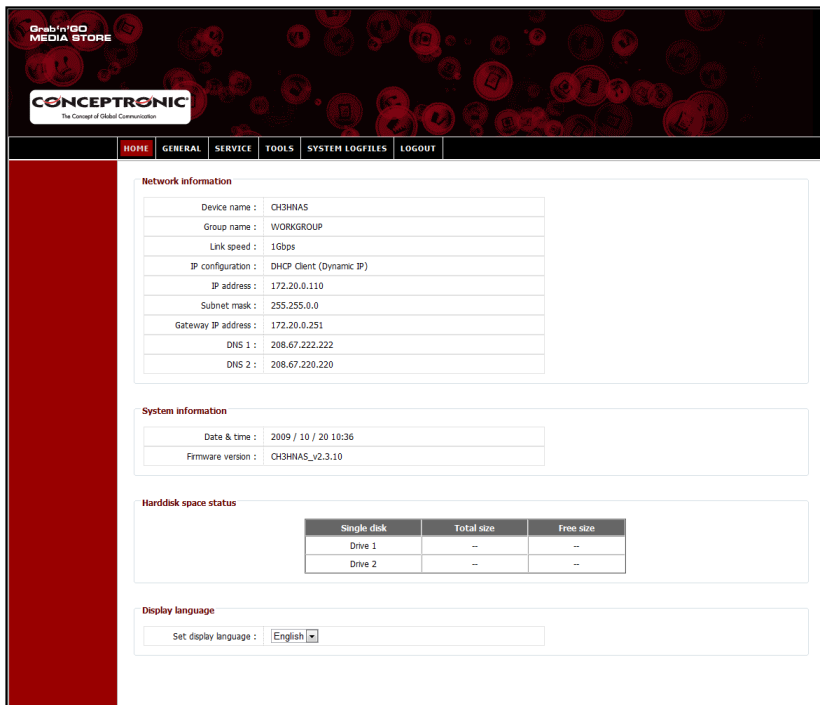 Grab'n'GO
MEDIA STORE
CONCEPTRONIC
The Concept of Global Communication
HOME GENERAL SERVICE TOOLS SYSTEM LOGFILES LOGOUT
Network information
Device name : CH3HNAS
Group name : WORKGROUP
Link speed : 1Gbps
IP configuration : DHCP Client (Dynamic IP)
IP address : 172.20.0.110
Subnet mask : 255.255.0.0
Gateway IP address : 172.20.0.251
DNS 1 : 208.67.222.222
DNS 2 : 208.67.220.220
System information
Date & time : 2009 / 10 / 20 10:36
Firmware version : CH3HNAS_v2.3.10
Harddisk space status
Single disk Total size Free size
Drive 1 -- --
Drive 2 -- --
Display language
Set display language : English